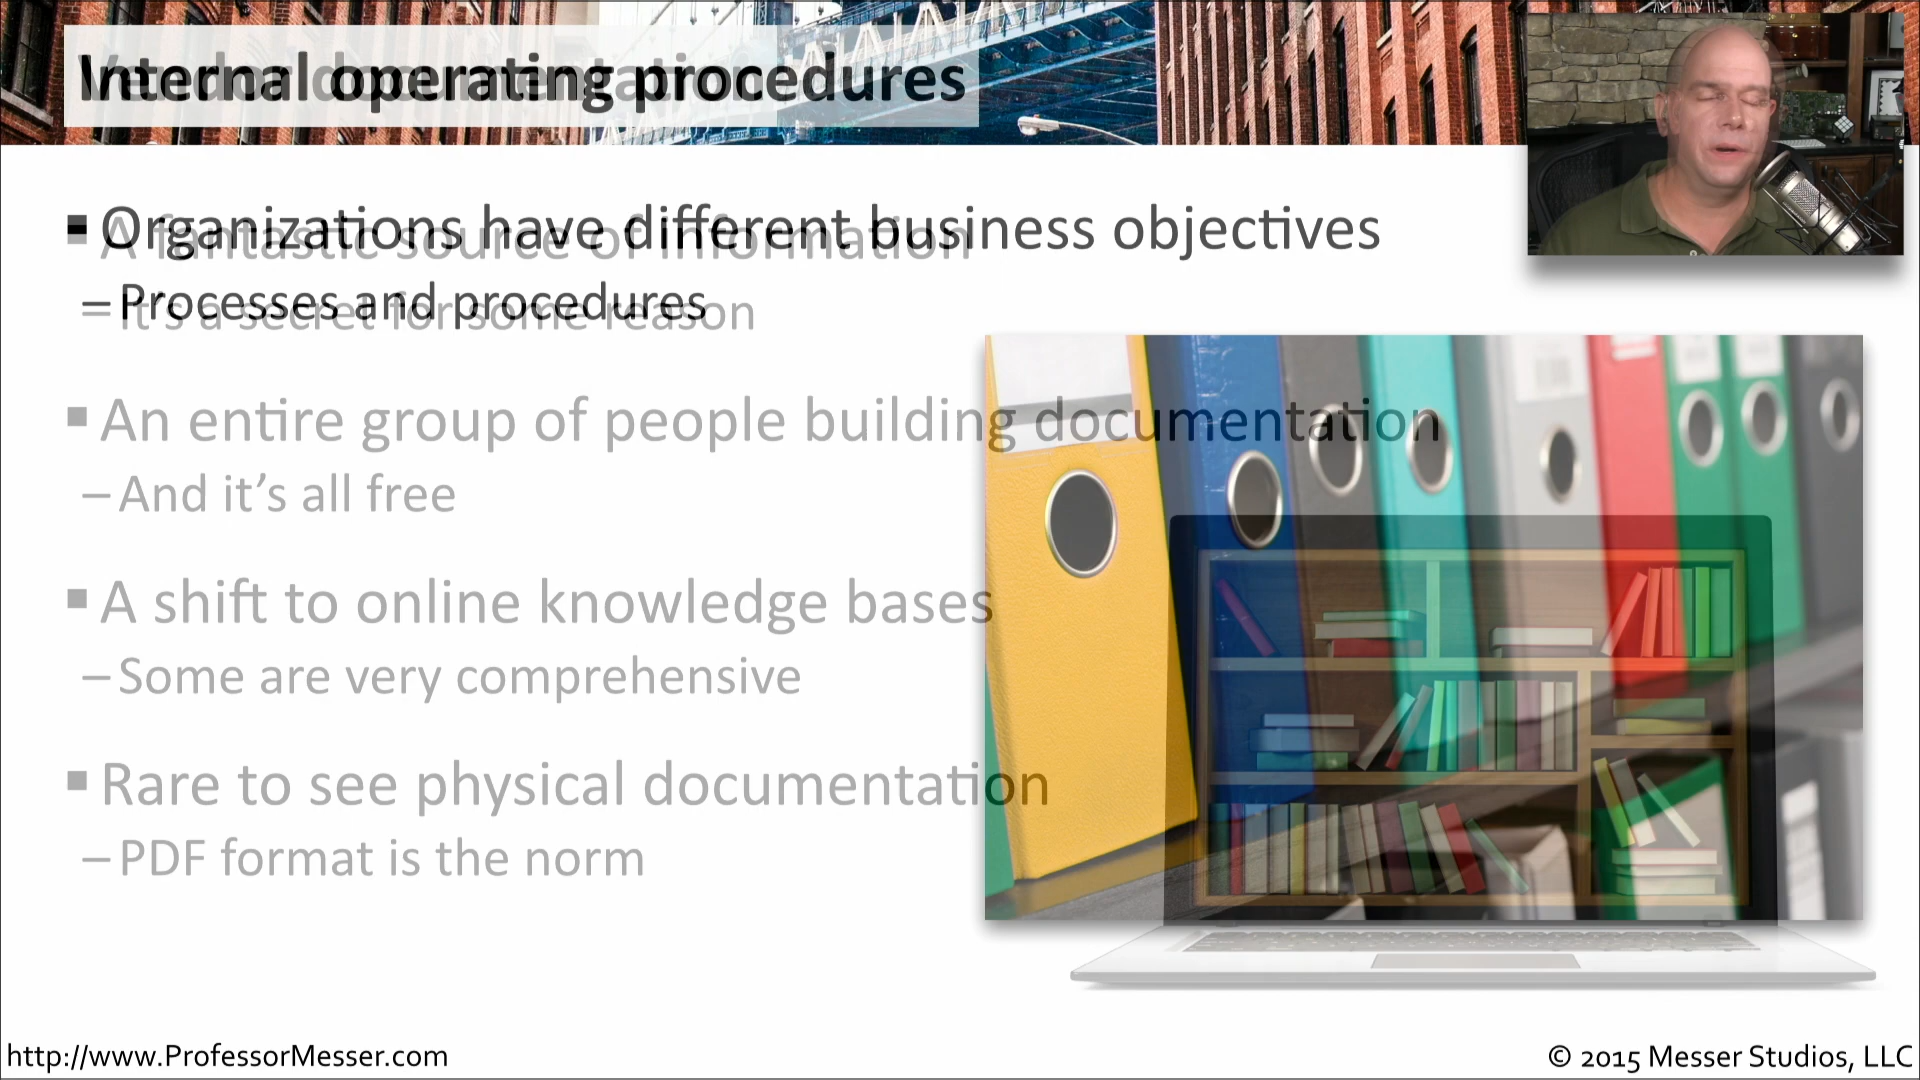 Internal operating procedures
Vendor documentation
Organizations have different business objectives
A fantastic source of information
– Processes and procedures
– It's a secret for some reason
An entire group of people building documentation
– And it's all free
A shift to online knowledge bases
– Some are very comprehensive
Rare to see physical documentation
– PDF format is the norm
http://www.ProfessorMesser.com
© 2015 Messer Studios, LLC